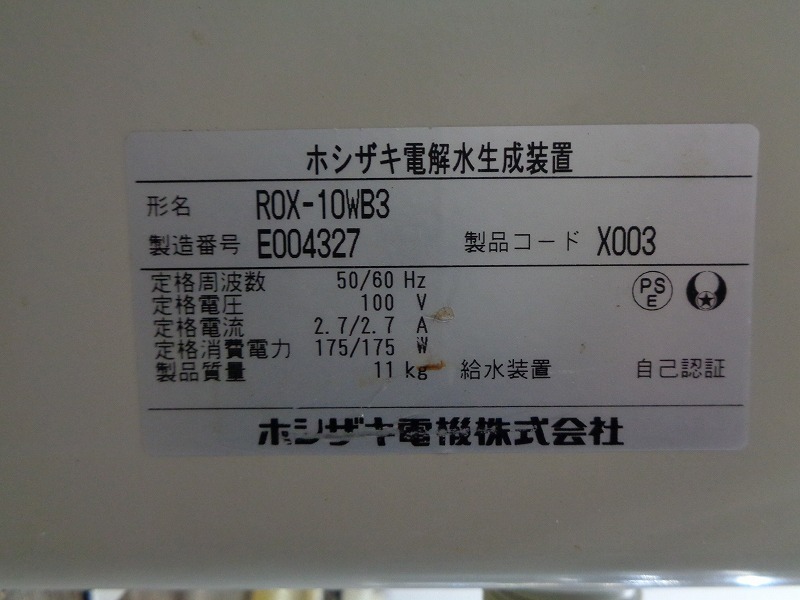 ホシザキ電解水生成装置
形名 ROX-10WB3
製造番号 E004327 製品コード X003
定格周波数 50/60 Hz
定格電圧 100 V
定格電流 2.7/2.7 A
定格消費電力 175/175 W
製品質量 11 kg 給水装置 自己認証
PS
E
ホシザキ電機株式会社